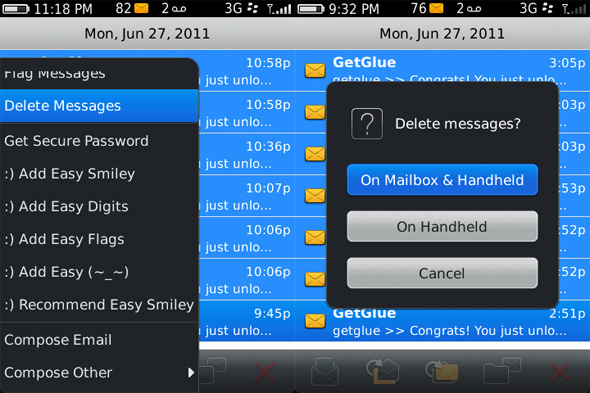 11:18 PM 82 2 3G
Mon, Jun 27, 2011
10:58p
u just unlo...
10:58p
u just unlo...
10:36p
u just unlo...
10:07p
u just unlo...
10:06p
u just unlo...
10:06p
u just unlo...
9:45p
u just unlo...
Flag Messages
Delete Messages
Get Secure Password
:) Add Easy Smiley
:) Add Easy Digits
:) Add Easy Flags
:) Add Easy (~_~)
:) Recommend Easy Smiley
Compose Email
Compose Other
9:32 PM 76 2 3G
Mon, Jun 27, 2011
GetGlue 3:05p
getglue >> Congrats! You just unlo...
:03p
:03p
:53p
:52p
:52p
Delete messages?
On Mailbox & Handheld
On Handheld
Cancel
GetGlue 2:51p
getglue >> Congrats! You just unlo...